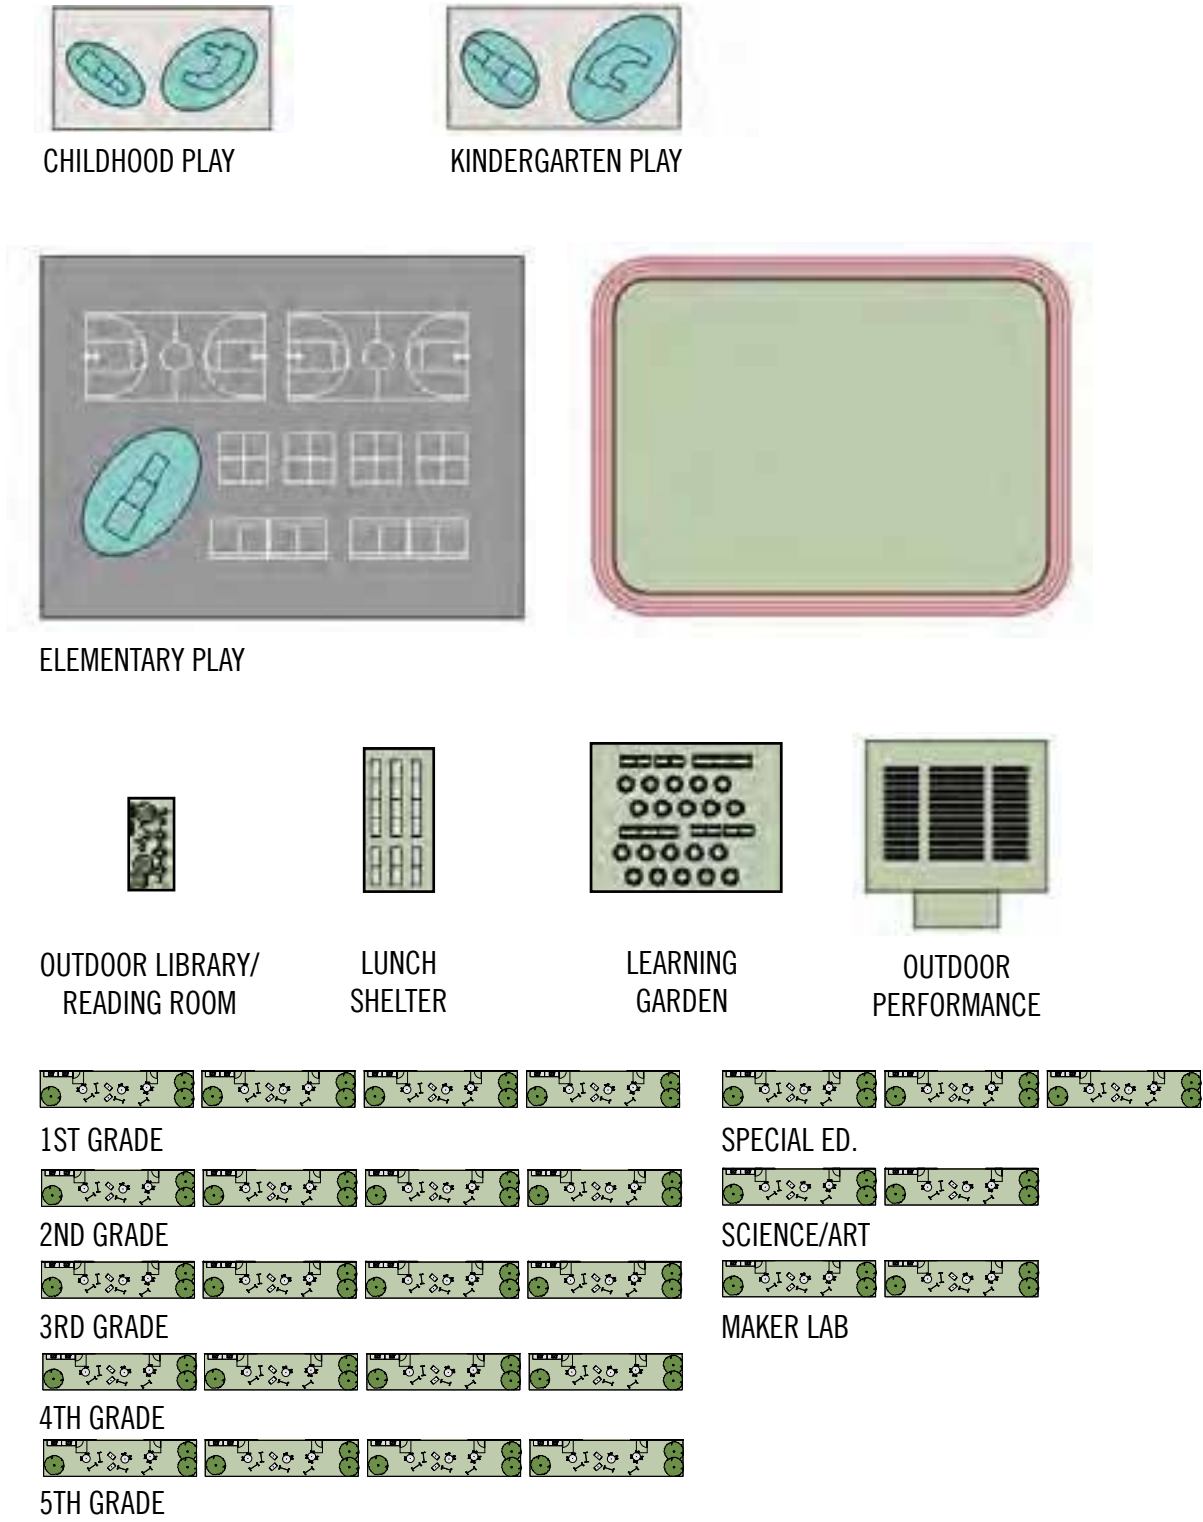 CHILDHOOD PLAY
KINDERGARTEN PLAY
ELEMENTARY PLAY
OUTDOOR LIBRARY/
READING ROOM
LUNCH
SHELTER
LEARNING
GARDEN
OUTDOOR
PERFORMANCE
1ST GRADE
SPECIAL ED.
2ND GRADE
SCIENCE/ART
3RD GRADE
MAKER LAB
4TH GRADE
5TH GRADE